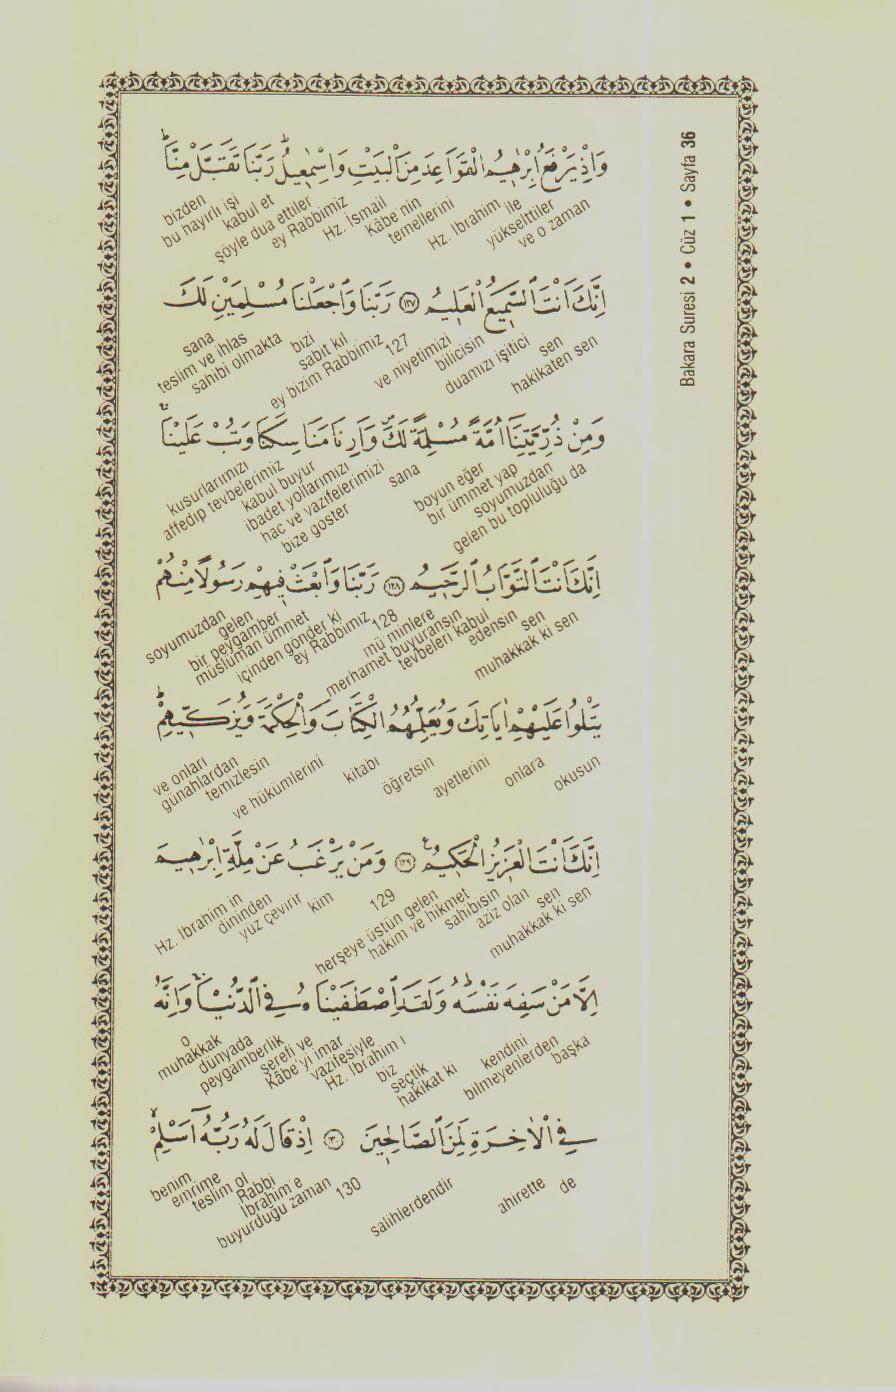 Bakara Suresi 2 • Cüz 1 • Sayfa 36
وَاِذْ يَرْفَعُ اِبْرٰهٖيمُ الْقَوَاعِدَ مِنَ الْبَيْتِ وَاِسْمٰعٖيلُۜ رَبَّنَا تَقَبَّلْ مِنَّاۜ
ve o zaman
yükselttiler
ile
Hz. İbrahim
temellerini
Kâbe'nin
Hz. İsmail
ey Rabbimiz
şöyle dua ettiler
kabul et
bu hayırlı işi
bizden
اِنَّكَ اَنْتَ السَّمٖيعُ الْعَلٖيمُ ﴿١٢٧﴾ رَبَّنَا وَاجْعَلْنَا مُسْلِمَيْنِ لَكَ
hakikaten sen
sen
duamızı işitici
bilicisin
ve niyetimizi
127
ey bizim Rabbimiz
sabit kıl
bizi
sahibi olmakta
teslim ve ihlas
sana
وَمِنْ ذُرِّيَّتِنَٓا اُمَّةً مُسْلِمَةً لَكَۖ وَاَرِنَا مَنَاسِكَنَا وَتُبْ عَلَيْنَاۚ
gelen bu topluluğu da
soyumuzdan
bir ümmet yap
boyun eğer
sana
bize göster
hac ve vazifelerimizi
ibadet yollarımızı
kabul buyur
affedip tevbelerimiz
kusurlarımızı
اِنَّكَ اَنْتَ التَّوَّابُ الرَّحٖيمُ ﴿١٢٨﴾ رَبَّنَا وَابْعَثْ فٖيهِمْ رَسُولًا مِنْهُمْ
muhakkak ki sen
sen
edensin
tevbeleri kabul
merhamet buyuransın
mü'minlere
128
ey Rabbimiz
içinden gönder ki
müslüman ümmet
bir peygamber
gelen
soyumuzdan
يَتْلُوا عَلَيْهِمْ اٰيَاتِكَ وَيُعَلِّمُهُمُ الْكِتَابَ وَالْحِكْمَةَ وَيُزَكّٖيهِمْۜ
okusun
onlara
ayetlerini
öğretsin
kitabı
ve hükümlerini
temizlesin
günahlardan
ve onları
اِنَّكَ اَنْتَ الْعَزٖيزُ الْحَكٖيمُ ﴿١٢٩﴾ وَمَنْ يَرْغَبُ عَنْ مِلَّةِ اِبْرٰهٖيمَ
muhakkak ki sen
sen
aziz olan
sahibisin
hakim ve hikmet
herşeye üstün gelen
129
kim
yüz çevirir
dininden
Hz. İbrahim'in
اِلَّا مَنْ سَفِهَ نَفْسَهُۜ وَلَقَدِ اصْطَفَيْنَاهُ فِي الدُّنْيَاۚ وَاِنَّهُ
başka
bilmeyenlerden
kendini
hakikat ki
seçtik
biz
Hz. İbrahim'i
vazifesiyle
Kâbe'yi imar
şerefi ve
peygamberlik
dünyada
muhakkak
o
فِي الْاٰخِرَةِ لَمِنَ الصَّالِحٖينَ ﴿١٣٠﴾ اِذْ قَالَ لَهُ رَبُّهُٓ اَسْلِمْۙ
de
ahirette
salihlerdendir
130
buyurduğu zaman
İbrahim'e
Rabbi
teslim ol
emrime
benim